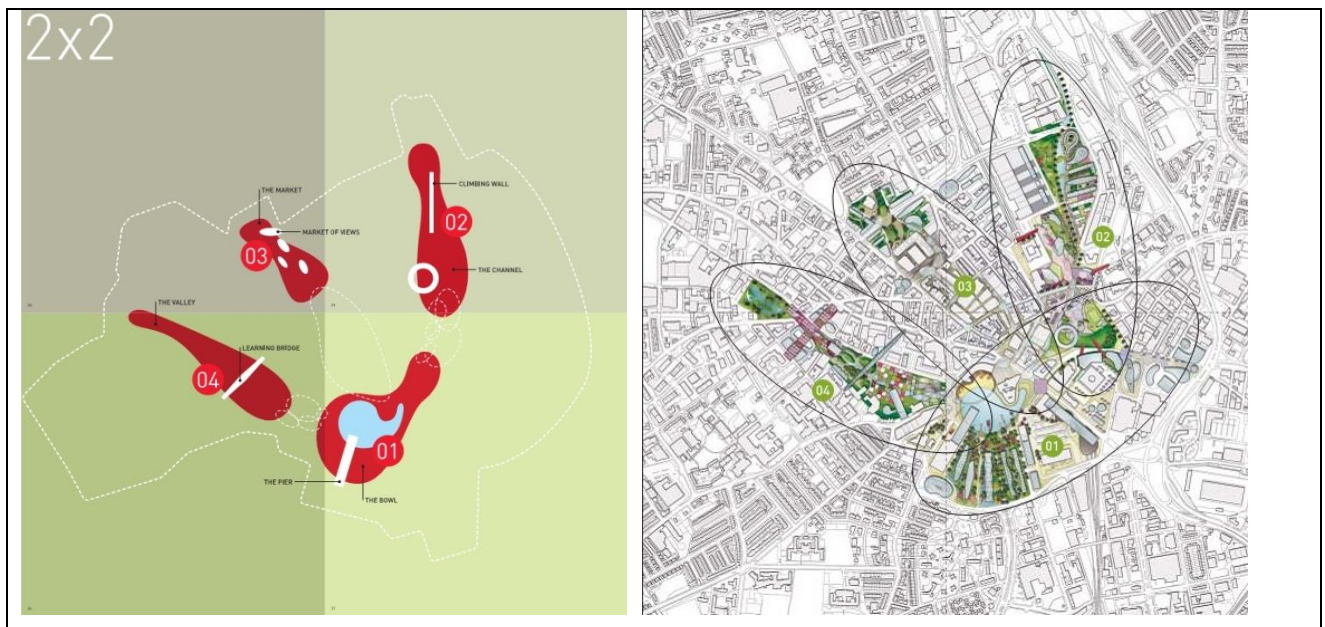 2x2
THE MARKET
CLIMBING WALL
02
MARKET OF VIEWS
03
THE CHANNEL
THE VALLEY
LEARNING BRIDGE
04
01
THE PIER
THE BOWL
02
03
04
01